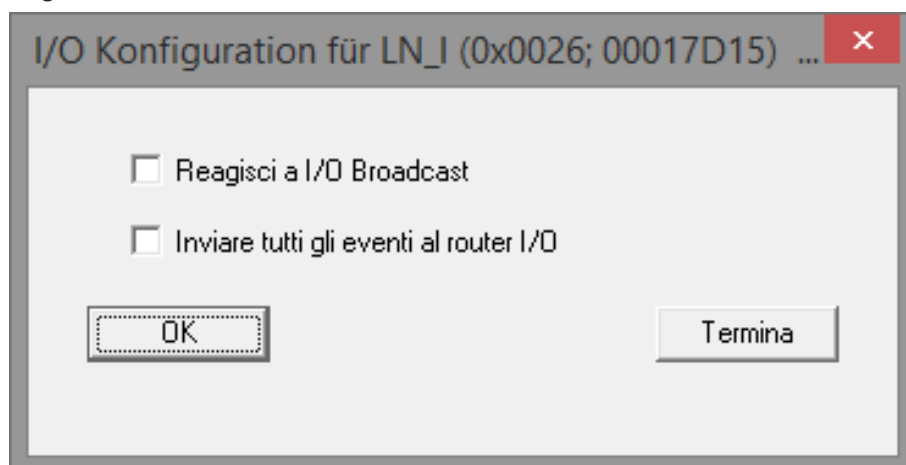 I/O Konfiguration für LN_I (0x0026; 00017D15) ...
Reagisci a I/O Broadcast
Inviare tutti gli eventi al router I/O
OK
Termina